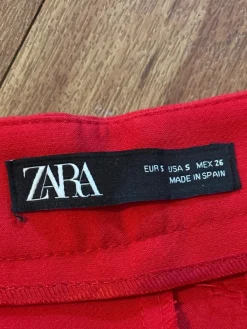 ZARA
EUR S USA S MEX 26
MADE IN SPAIN